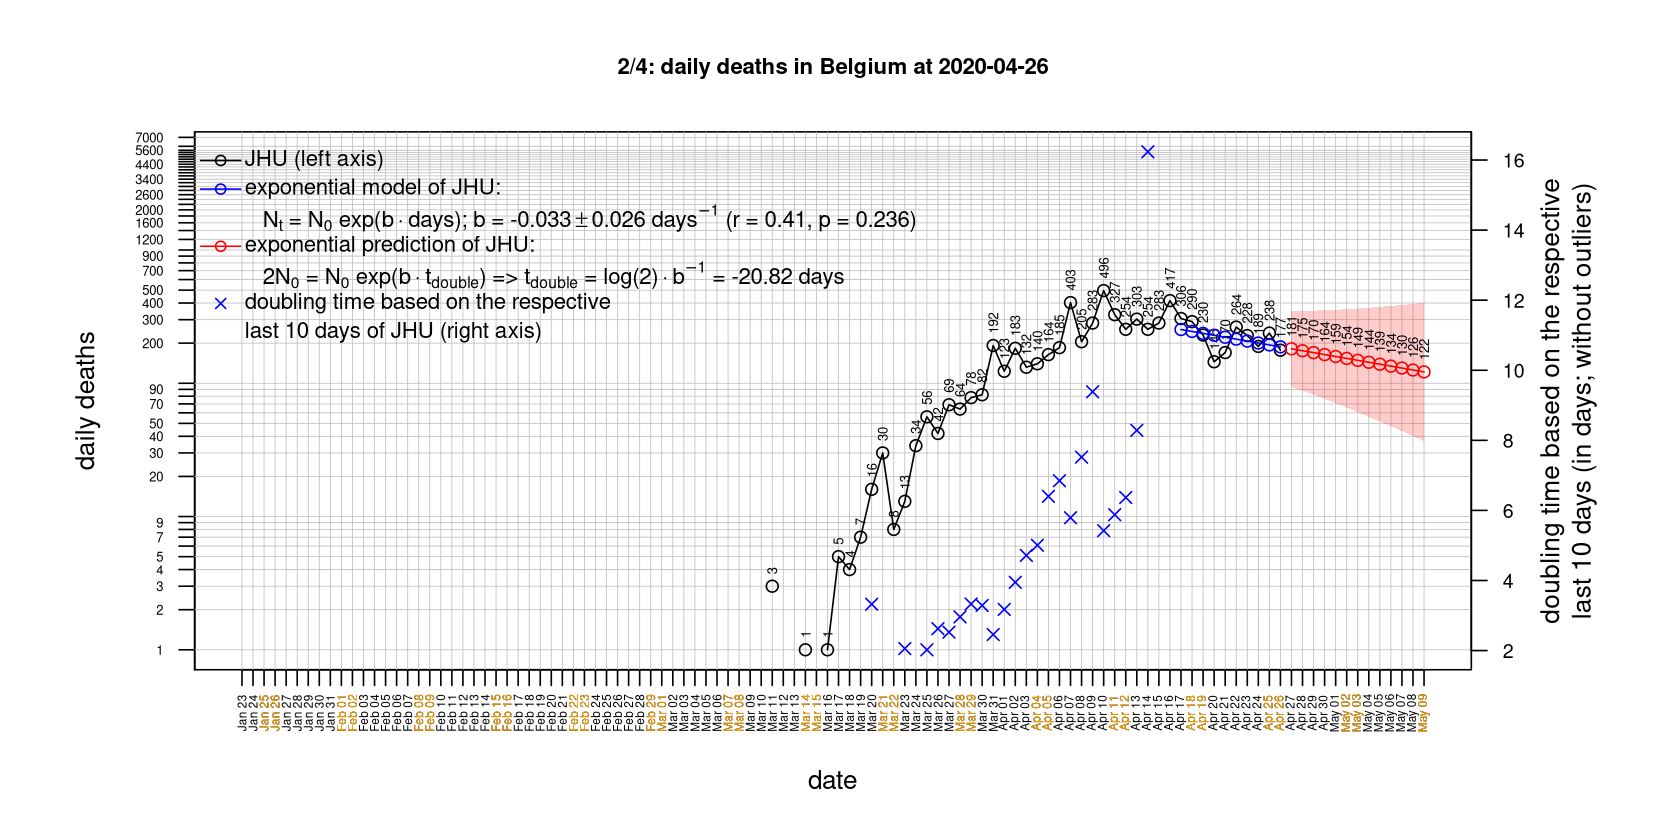 2/4: daily deaths in Belgium at 2020-04-26
7000
5600
4400
3400
2600
2000
1600
1200
900
700
500
400
300
200
90
70
50
40
30
20
9
7
5
4
3
2
1
daily deaths
JHU (left axis)
exponential model of JHU:
Nt = N0 exp(b · days); b = -0.033 ± 0.026 days−1 (r = 0.41, p = 0.236)
exponential prediction of JHU:
2N0 = N0 exp(b · tdouble) => tdouble = log(2) · b−1 = -20.82 days
doubling time based on the respective
last 10 days of JHU (right axis)
3
1
1
5
4
7
16
30
8
13
34
56
42
69
64
78
82
192
123
183
132
140
164
185
403
205
283
496
327
254
303
254
283
417
306
290
230
264
228
189
238
177
181
175
170
164
159
154
149
144
139
134
130
126
122
16
14
12
10
8
6
4
2
doubling time based on the respective
last 10 days (in days; without outliers)
Jan 23
Jan 24
Jan 25
Jan 26
Jan 27
Jan 28
Jan 29
Jan 30
Jan 31
Feb 01
Feb 02
Feb 03
Feb 04
Feb 05
Feb 06
Feb 07
Feb 08
Feb 09
Feb 10
Feb 11
Feb 12
Feb 13
Feb 14
Feb 15
Feb 16
Feb 17
Feb 18
Feb 19
Feb 20
Feb 21
Feb 22
Feb 23
Feb 24
Feb 25
Feb 26
Feb 27
Feb 28
Feb 29
Mar 01
Mar 02
Mar 03
Mar 04
Mar 05
Mar 06
Mar 07
Mar 08
Mar 09
Mar 10
Mar 11
Mar 12
Mar 13
Mar 14
Mar 15
Mar 16
Mar 17
Mar 18
Mar 19
Mar 20
Mar 21
Mar 22
Mar 23
Mar 24
Mar 25
Mar 26
Mar 27
Mar 28
Mar 29
Mar 30
Mar 31
Apr 01
Apr 02
Apr 03
Apr 04
Apr 05
Apr 06
Apr 07
Apr 08
Apr 09
Apr 10
Apr 11
Apr 12
Apr 13
Apr 14
Apr 15
Apr 16
Apr 17
Apr 18
Apr 19
Apr 20
Apr 21
Apr 22
Apr 23
Apr 24
Apr 25
Apr 26
Apr 27
Apr 28
Apr 29
Apr 30
May 01
May 02
May 03
May 04
May 05
May 06
May 07
May 08
May 09
date